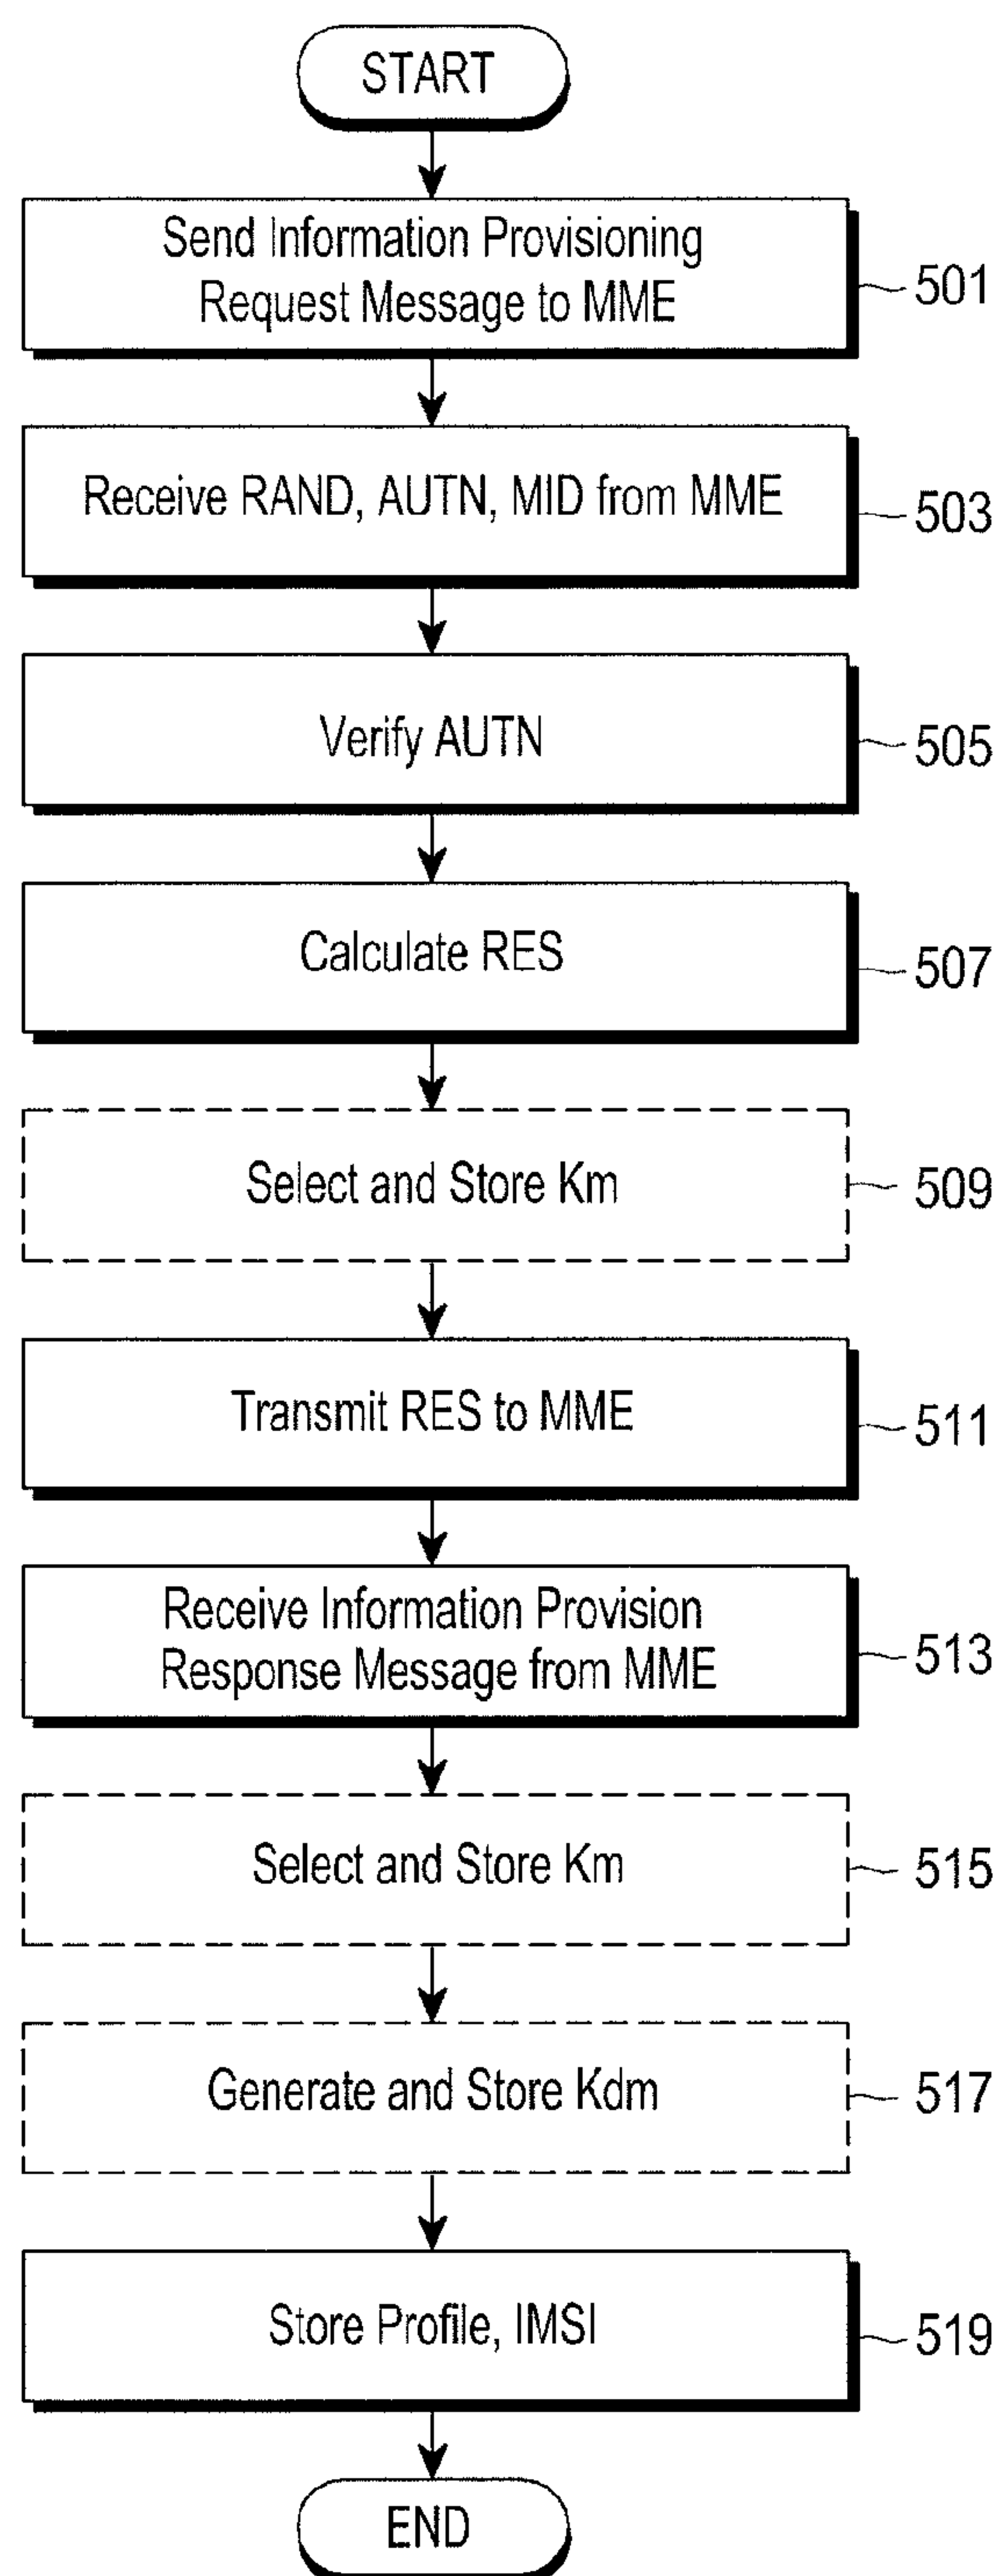 START
Send Information Provisioning
Request Message to MME
501
Receive RAND, AUTN, MID from MME
503
Verify AUTN
505
Calculate RES
507
Select and Store Km
509
Transmit RES to MME
511
Receive Information Provision
Response Message from MME
513
Select and Store Km
515
Generate and Store Kdm
517
Store Profile, IMSI
519
END